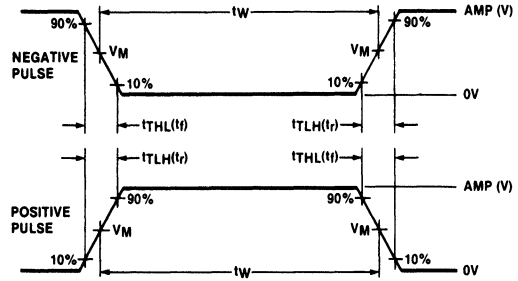 90% tW 90% AMP (V)
NEGATIVE PULSE VM VM
10% 10% 0V
tTHL(tf) tTLH(tr)
tTLH(tr) tTHL(tf)
90% 90% AMP (V)
POSITIVE PULSE VM VM
10% tW 10% 0V